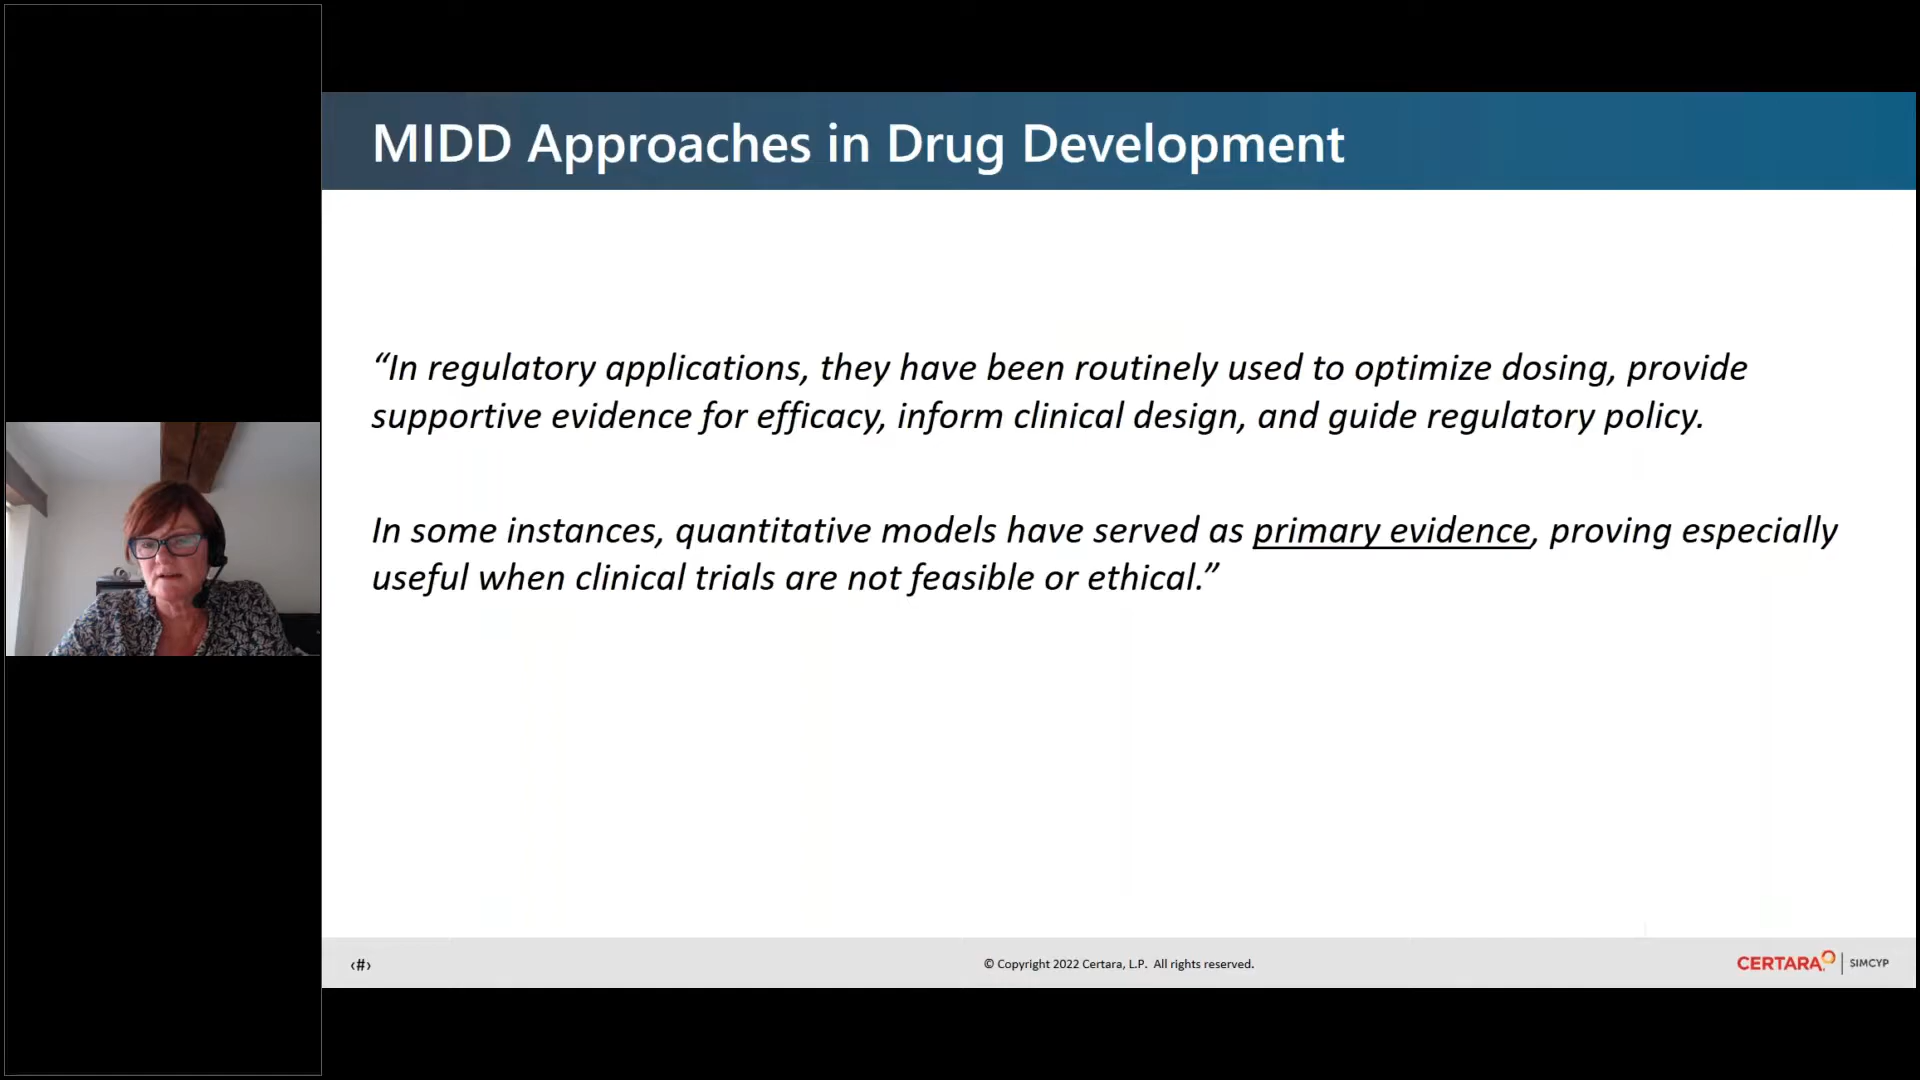 MIDD Approaches in Drug Development
“In regulatory applications, they have been routinely used to optimize dosing, provide
supportive evidence for efficacy, inform clinical design, and guide regulatory policy.
In some instances, quantitative models have served as primary evidence, proving especially
useful when clinical trials are not feasible or ethical.”
‹#›
© Copyright 2022 Certara, L.P. All rights reserved.
CERTARA | SIMCYP